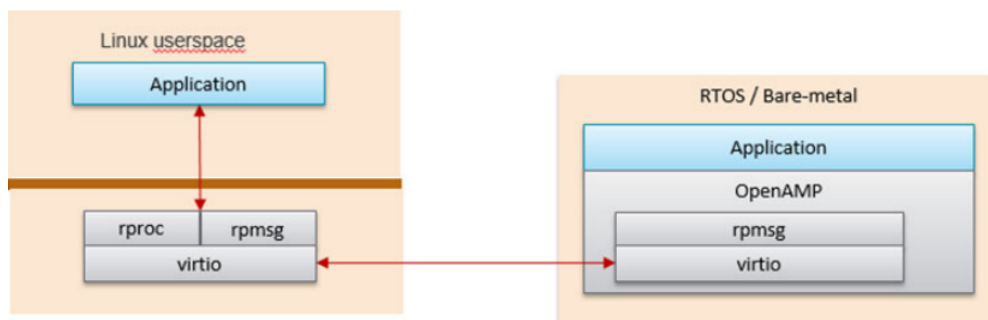 Linux userspace
Application
rproc
rpmsg
virtio
RTOS / Bare-metal
Application
OpenAMP
rpmsg
virtio